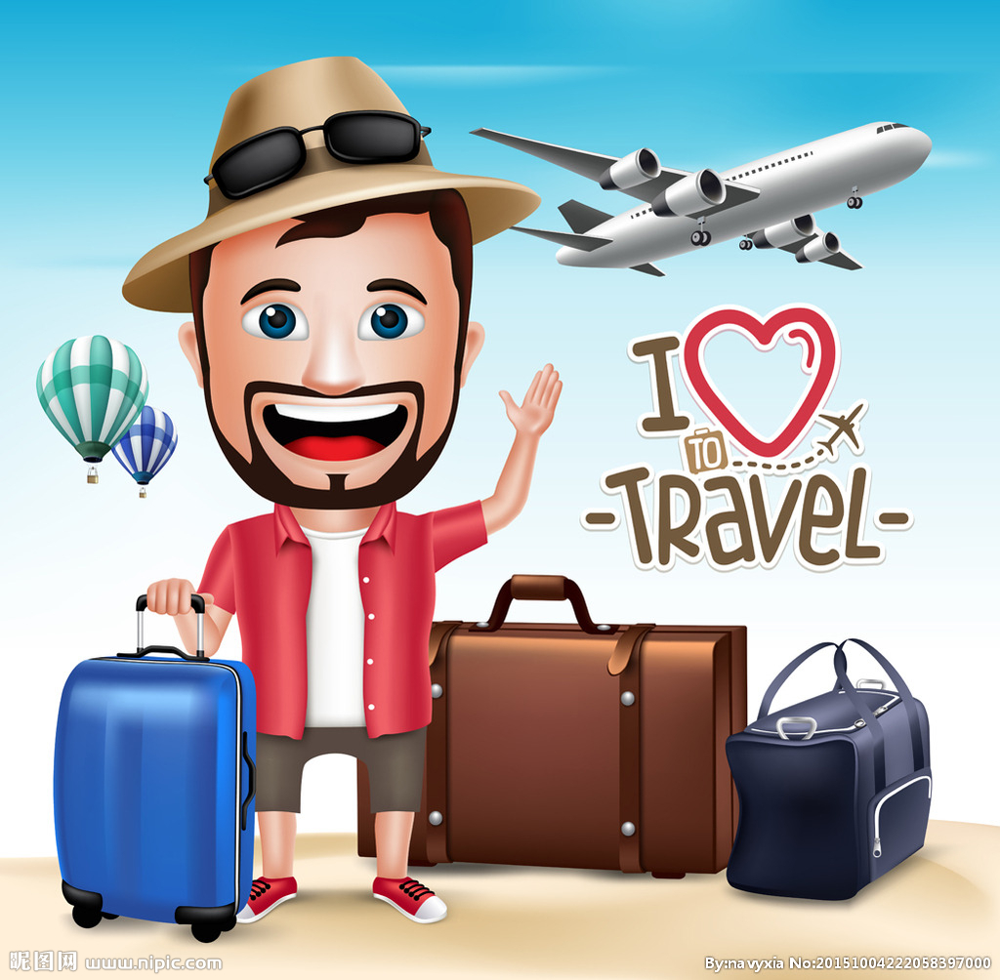 I
TO
-TRaveL-
昵图网 www.nipic.com
By:navyxia No:20151004222058397000